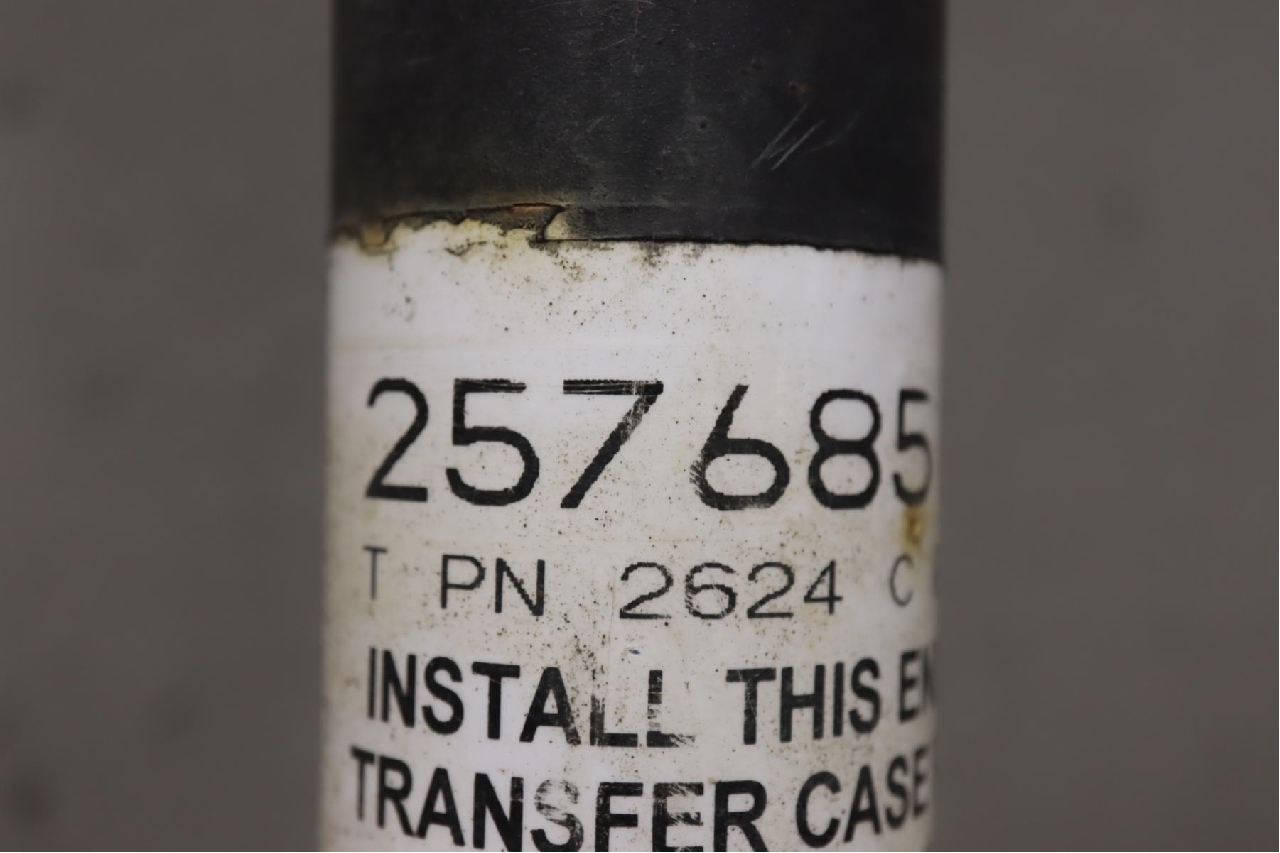 257685
T PN 2624 C
INSTALL THIS
TRANSFER CASE